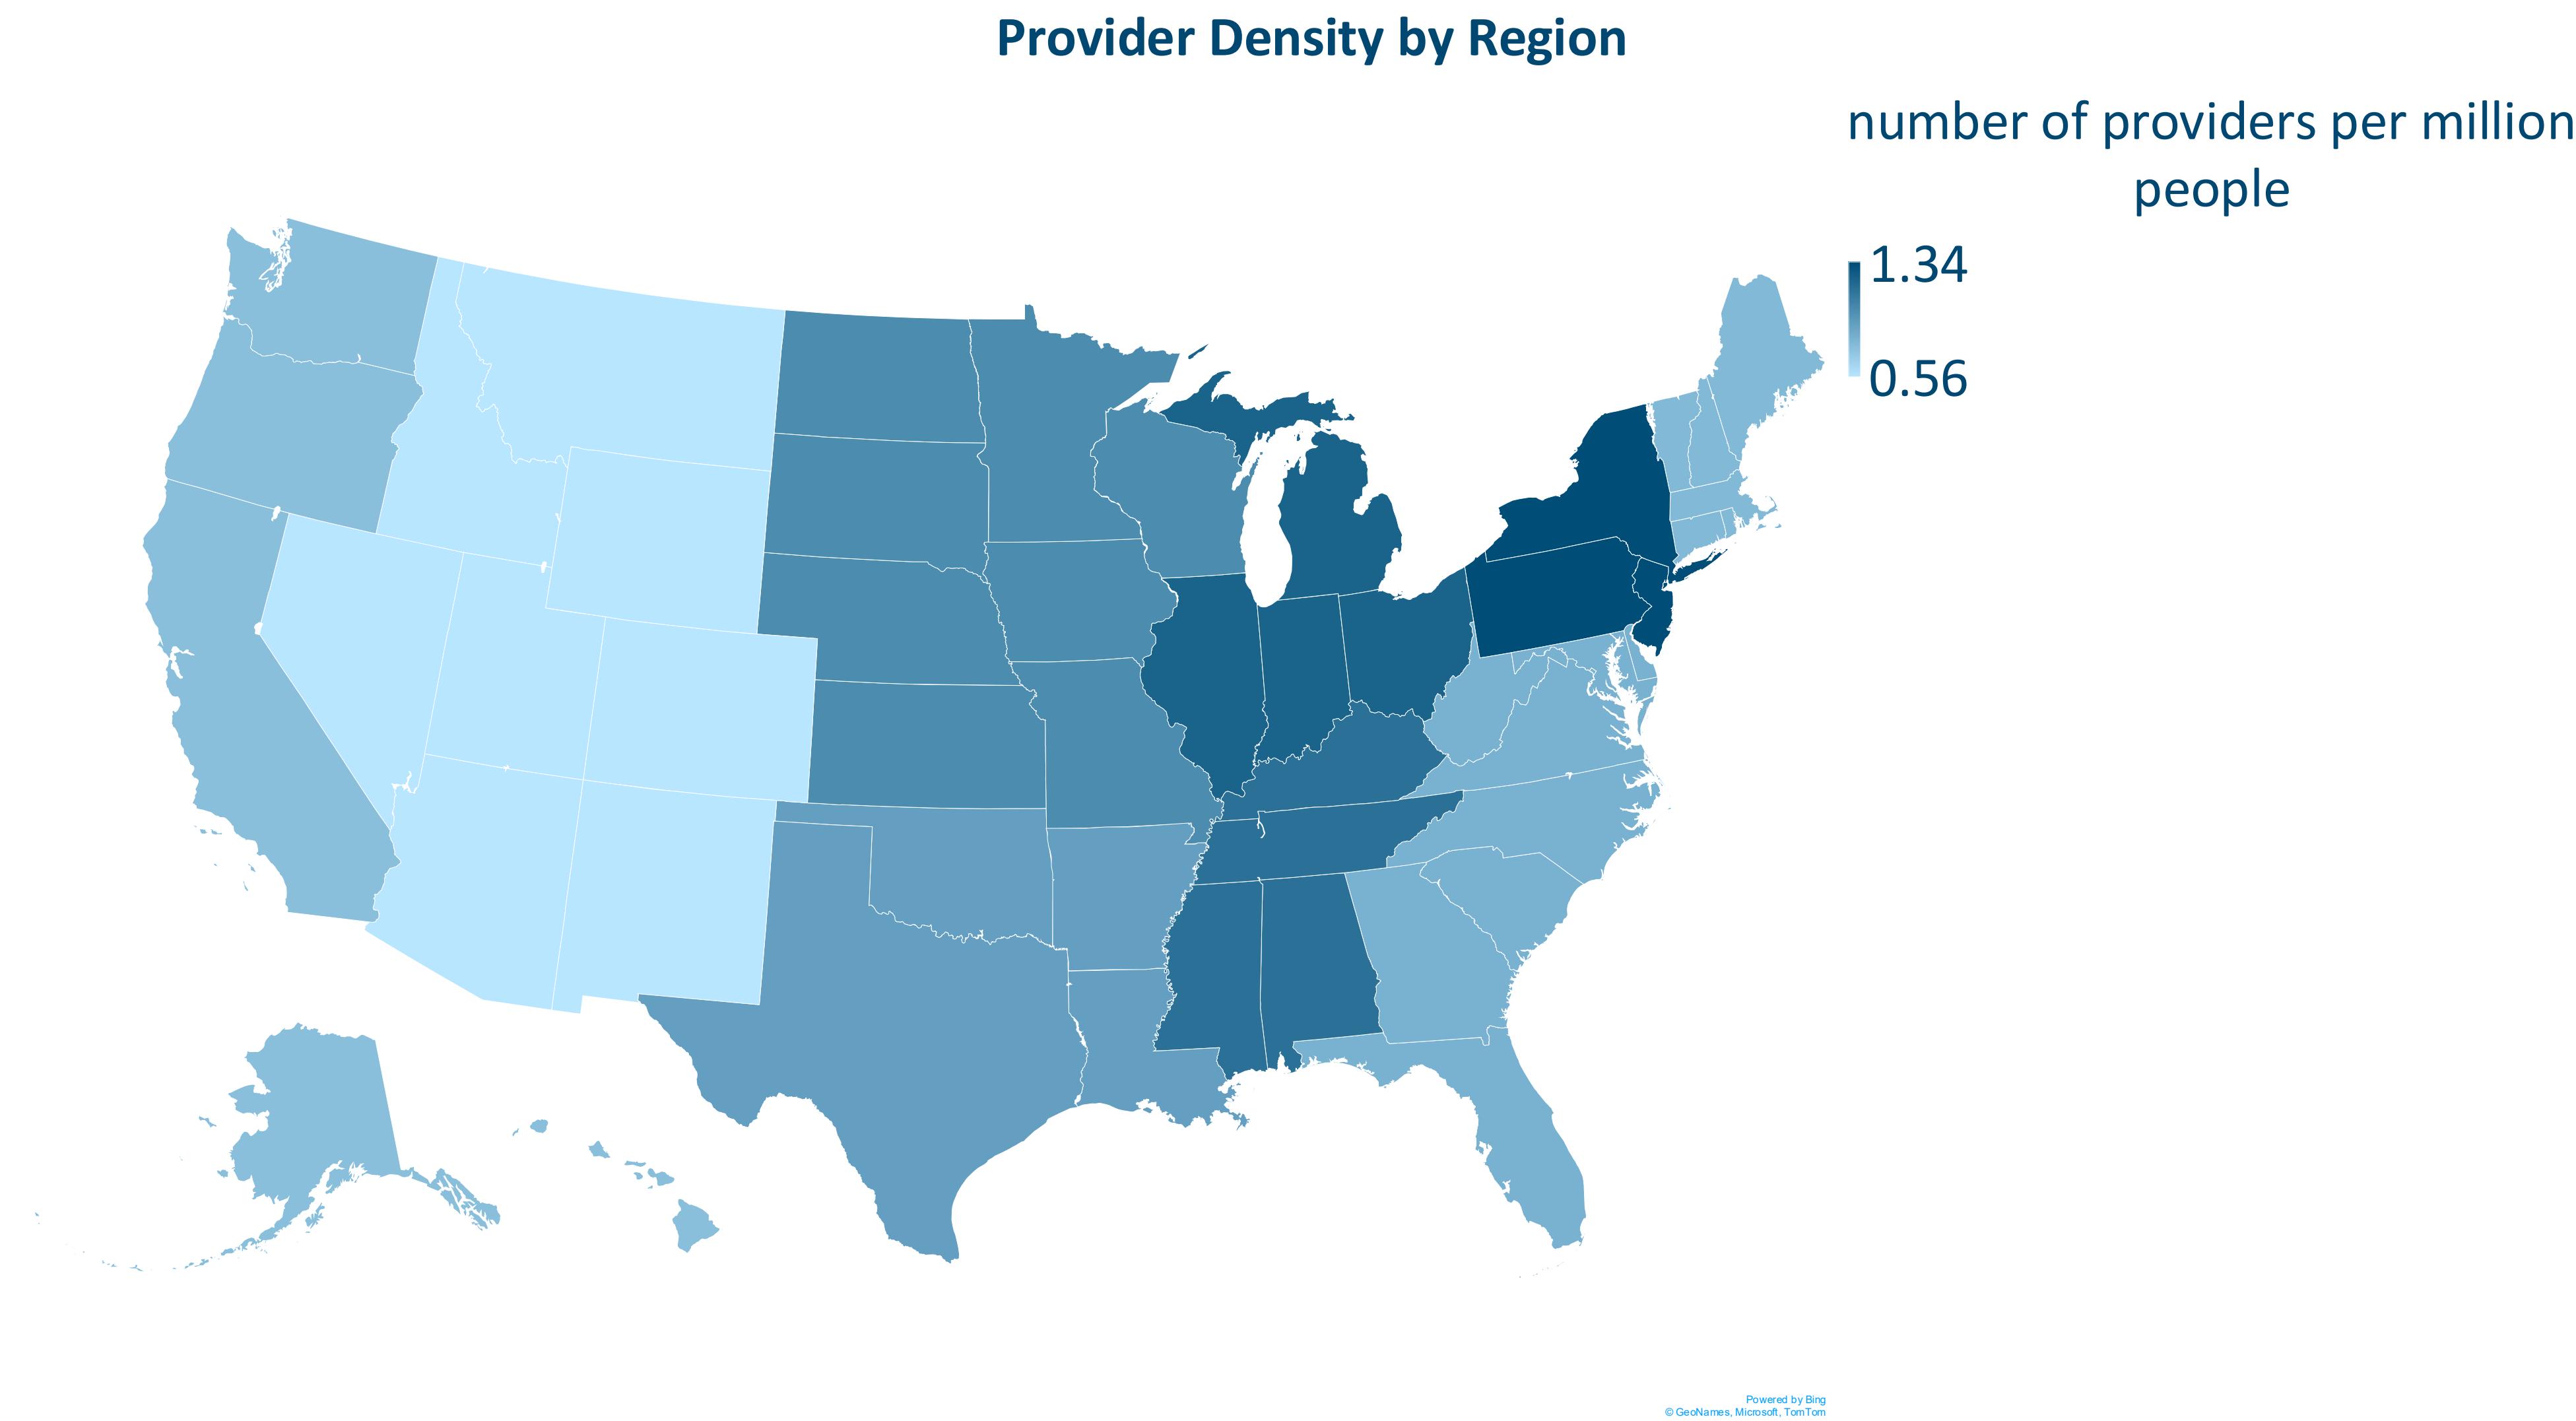 Provider Density by Region
number of providers per million
people
1.34
0.56
Powered by Bing
© GeoNames, Microsoft, TomTom